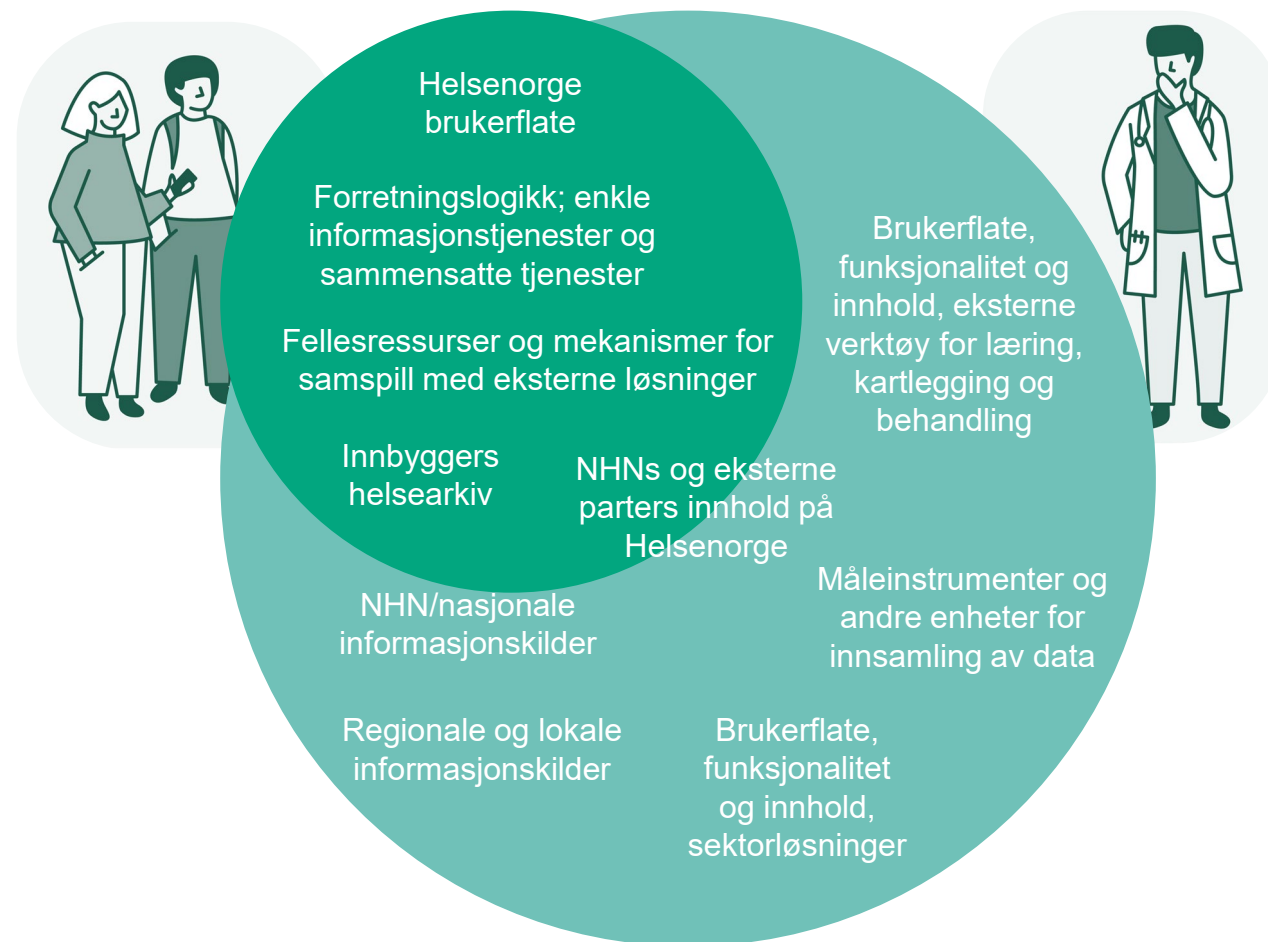 Helsenorge
brukerflate
Forretningslogikk; enkle
informasjonstjenester og
sammensatte tjenester
Fellesressurser og mekanismer for
samspill med eksterne løsninger
Innbyggers
helsearkiv
NHNs og eksterne
parters innhold på
Helsenorge
Brukerflate,
funksjonalitet og
innhold, eksterne
verktøy for læring,
kartlegging og
behandling
Måleinstrumenter og
andre enheter for
innsamling av data
NHN/nasjonale
informasjonskilder
Regionale og lokale
informasjonskilder
Brukerflate,
funksjonalitet
og innhold,
sektorløsninger